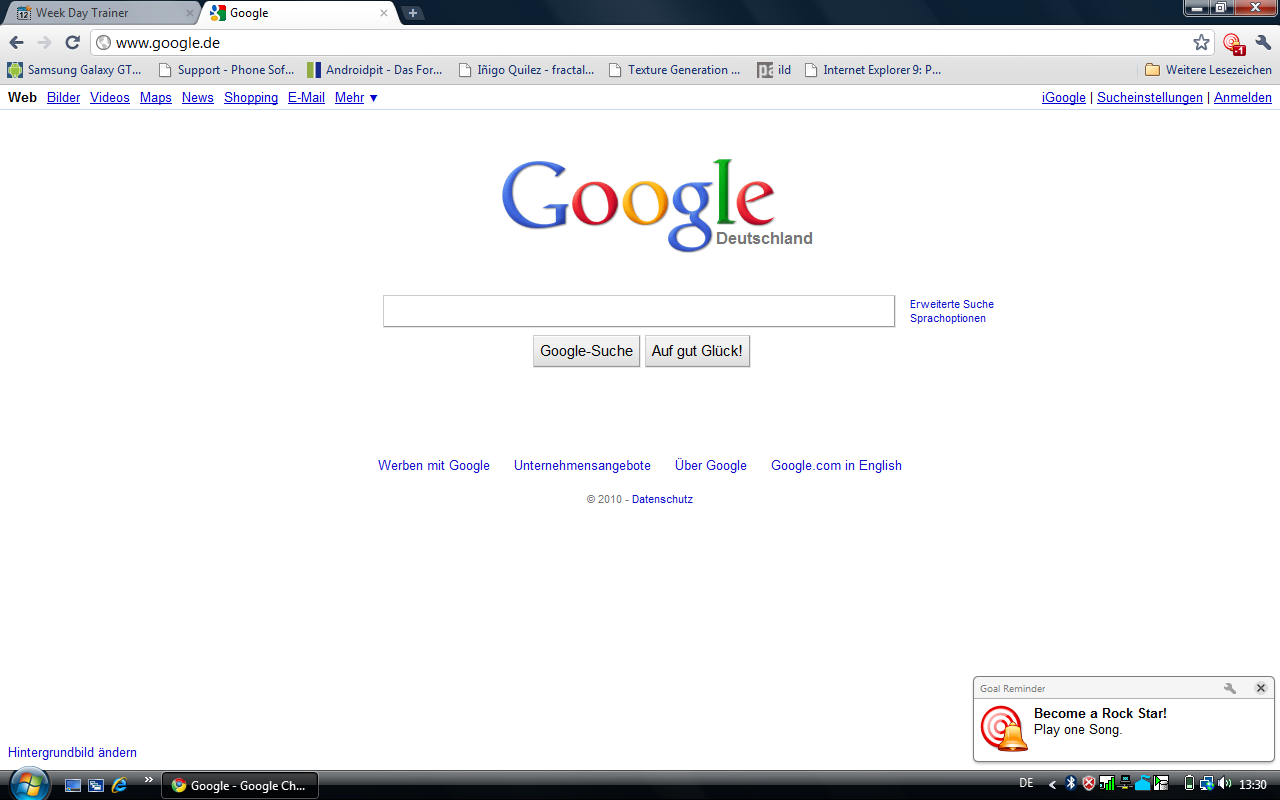 Week Day Trainer
Google
www.google.de
Samsung Galaxy GT...
Support - Phone Sof...
Androidpit - Das For...
Iñigo Quilez - fractal...
Texture Generation ...
pa ild
Internet Explorer 9: P...
Weitere Lesezeichen
Web Bilder Videos Maps News Shopping E-Mail Mehr ▼
iGoogle | Sucheinstellungen | Anmelden
Google
Deutschland
Erweiterte Suche
Sprachoptionen
Google-Suche
Auf gut Glück!
Werben mit Google Unternehmensangebote Über Google Google.com in English
© 2010 - Datenschutz
Goal Reminder
Become a Rock Star!
Play one Song.
Hintergrundbild ändern
Google - Google Ch...
DE
13:30